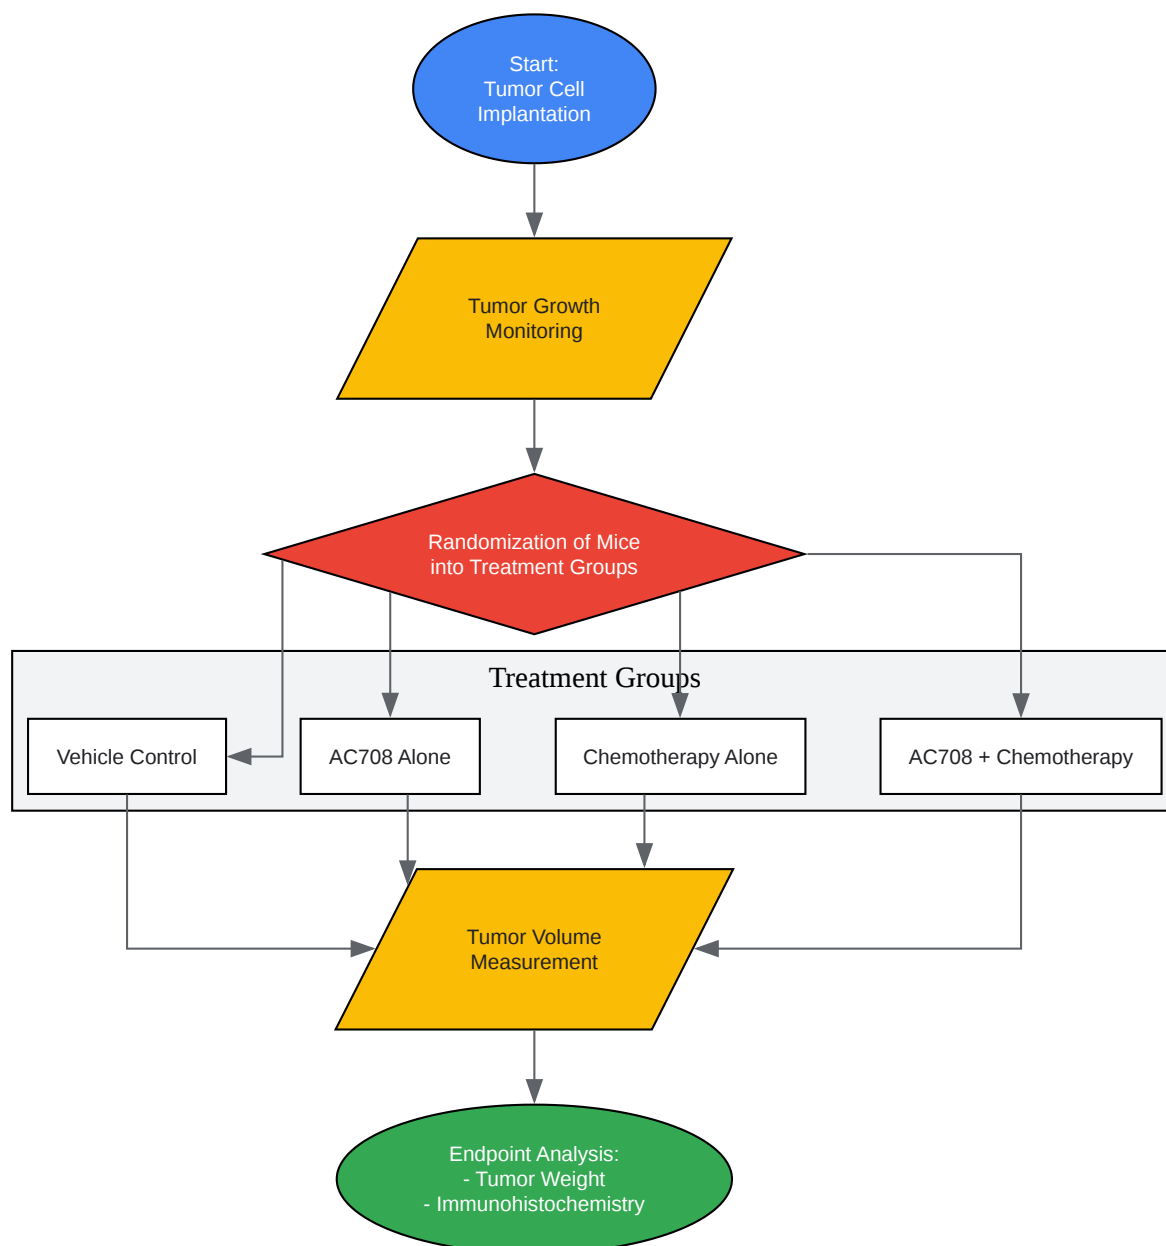 Start:
Tumor Cell
Implantation
Tumor Growth
Monitoring
Randomization of Mice
into Treatment Groups
Treatment Groups
Vehicle Control
AC708 Alone
Chemotherapy Alone
AC708 + Chemotherapy
Tumor Volume
Measurement
Endpoint Analysis:
- Tumor Weight
- Immunohistochemistry